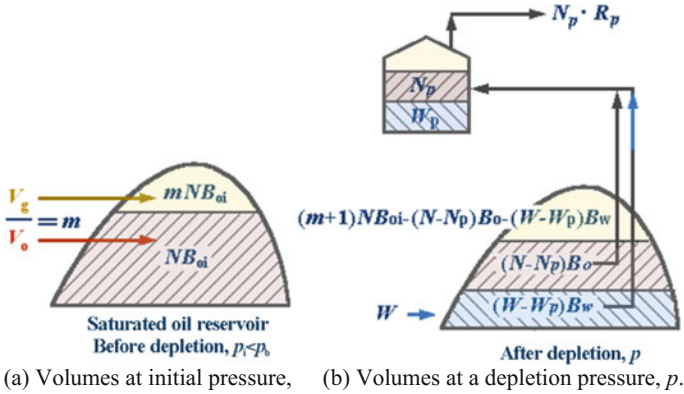 N_p · R_p
N_p
W_p
V_g
V_o = m
mNB_oi
NB_oi
(m+1)NB_oi-(N-N_p)B_o-(W-W_p)B_w
(N-N_p)B_o
(W-W_p)B_w
W
Saturated oil reservoir
Before depletion, p_i<p_b
After depletion, p
(a) Volumes at initial pressure,
(b) Volumes at a depletion pressure, p.